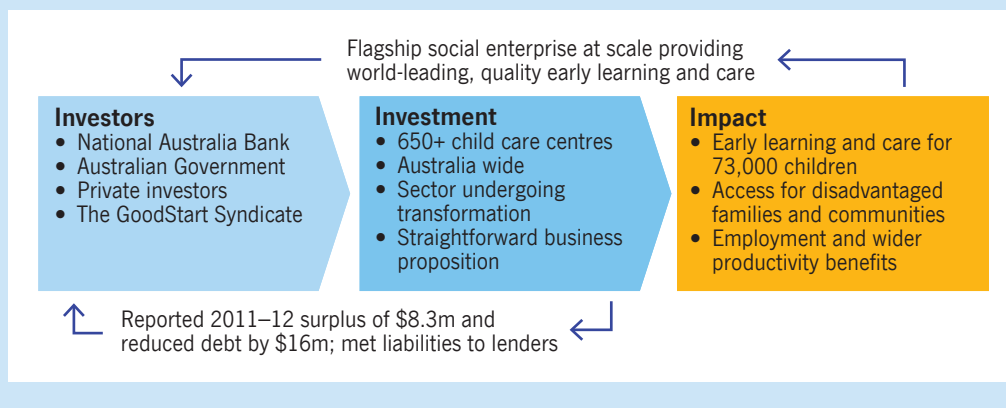 Flagship social enterprise at scale providing
world-leading, quality early learning and care
Investors
• National Australia Bank
• Australian Government
• Private investors
• The GoodStart Syndicate
Investment
• 650+ child care centres
• Australia wide
• Sector undergoing
transformation
• Straightforward business
proposition
Impact
• Early learning and care for
73,000 children
• Access for disadvantaged
families and communities
• Employment and wider
productivity benefits
Reported 2011–12 surplus of $8.3m and
reduced debt by $16m; met liabilities to lenders